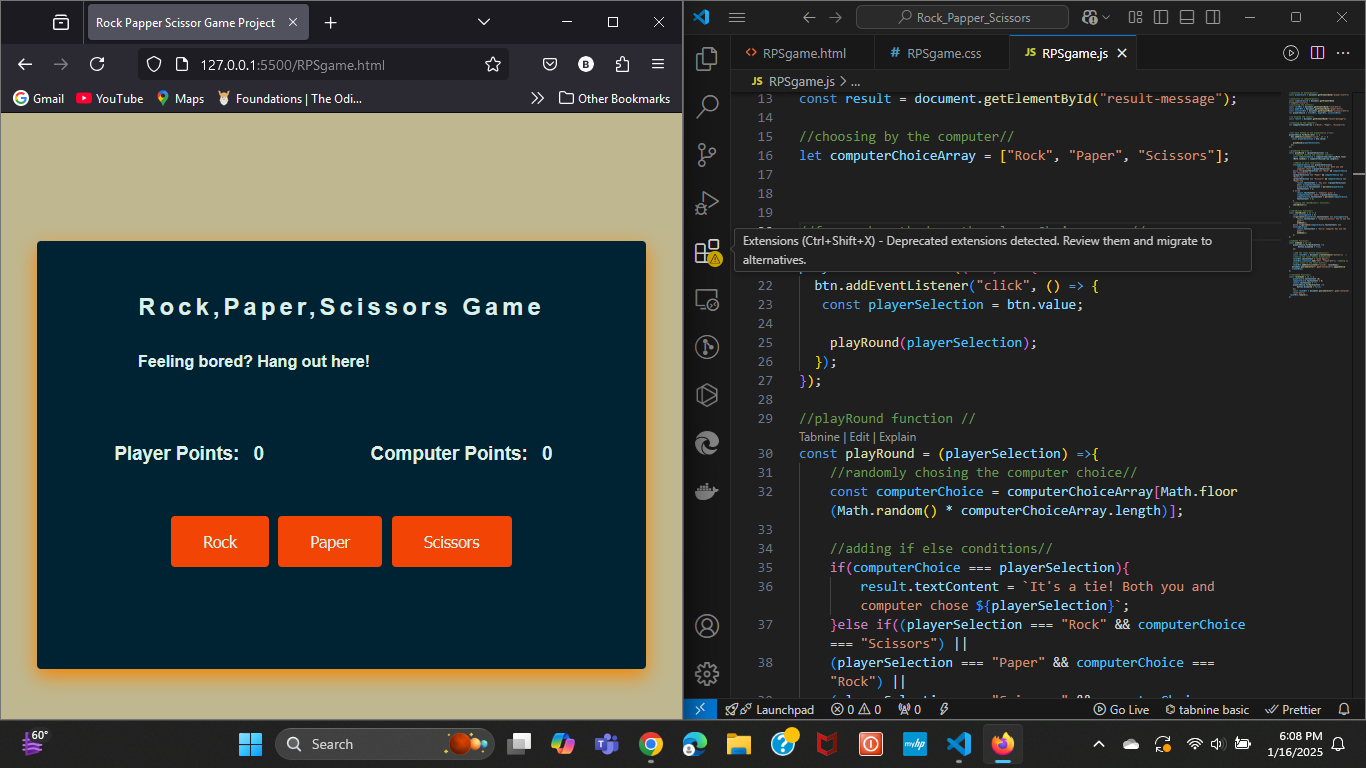 Rock Papper Scissor Game Project
127.0.0.1:5500/RPSgame.html
Gmail
YouTube
Maps
Foundations | The Odi...
Other Bookmarks
Rock,Paper,Scissors Game
Feeling bored? Hang out here!
Player Points: 0
Computer Points: 0
Rock
Paper
Scissors
Rock_Papper_Scissors
RPSgame.html
RPSgame.css
JS RPSgame.js
JS RPSgame.js > ...
13 const result = document.getElementById("result-message");
14
15 //choosing by the computer//
16 let computerChoiceArray = ["Rock", "Paper", "Scissors"];
17
18
19
Extensions (Ctrl+Shift+X) - Deprecated extensions detected. Review them and migrate to
alternatives.
22 btn.addEventListener("click", () => {
23 const playerSelection = btn.value;
24
25 playRound(playerSelection);
26 });
27 });
28
29 //playRound function //
Tabnine | Edit | Explain
30 const playRound = (playerSelection) =>{
31 //randomly chosing the computer choice//
32 const computerChoice = computerChoiceArray[Math.floor
(Math.random() * computerChoiceArray.length)];
33
34 //adding if else conditions//
35 if(computerChoice === playerSelection){
36 result.textContent = `It's a tie! Both you and
computer chose ${playerSelection}`;
37 }else if((playerSelection === "Rock" && computerChoice
=== "Scissors") ||
38 (playerSelection === "Paper" && computerChoice ===
"Rock") ||
Launchpad
0
0
0
Go Live
tabnine basic
Prettier
60°
Search
myhp
6:08 PM
1/16/2025